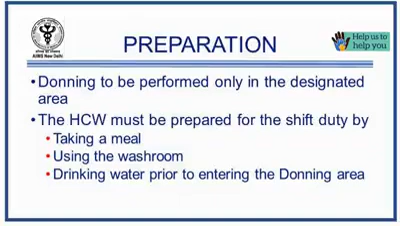 AIIMS New Delhi
Help us to
help you
PREPARATION
•Donning to be performed only in the designated
area
•The HCW must be prepared for the shift duty by
•Taking a meal
•Using the washroom
•Drinking water prior to entering the Donning area